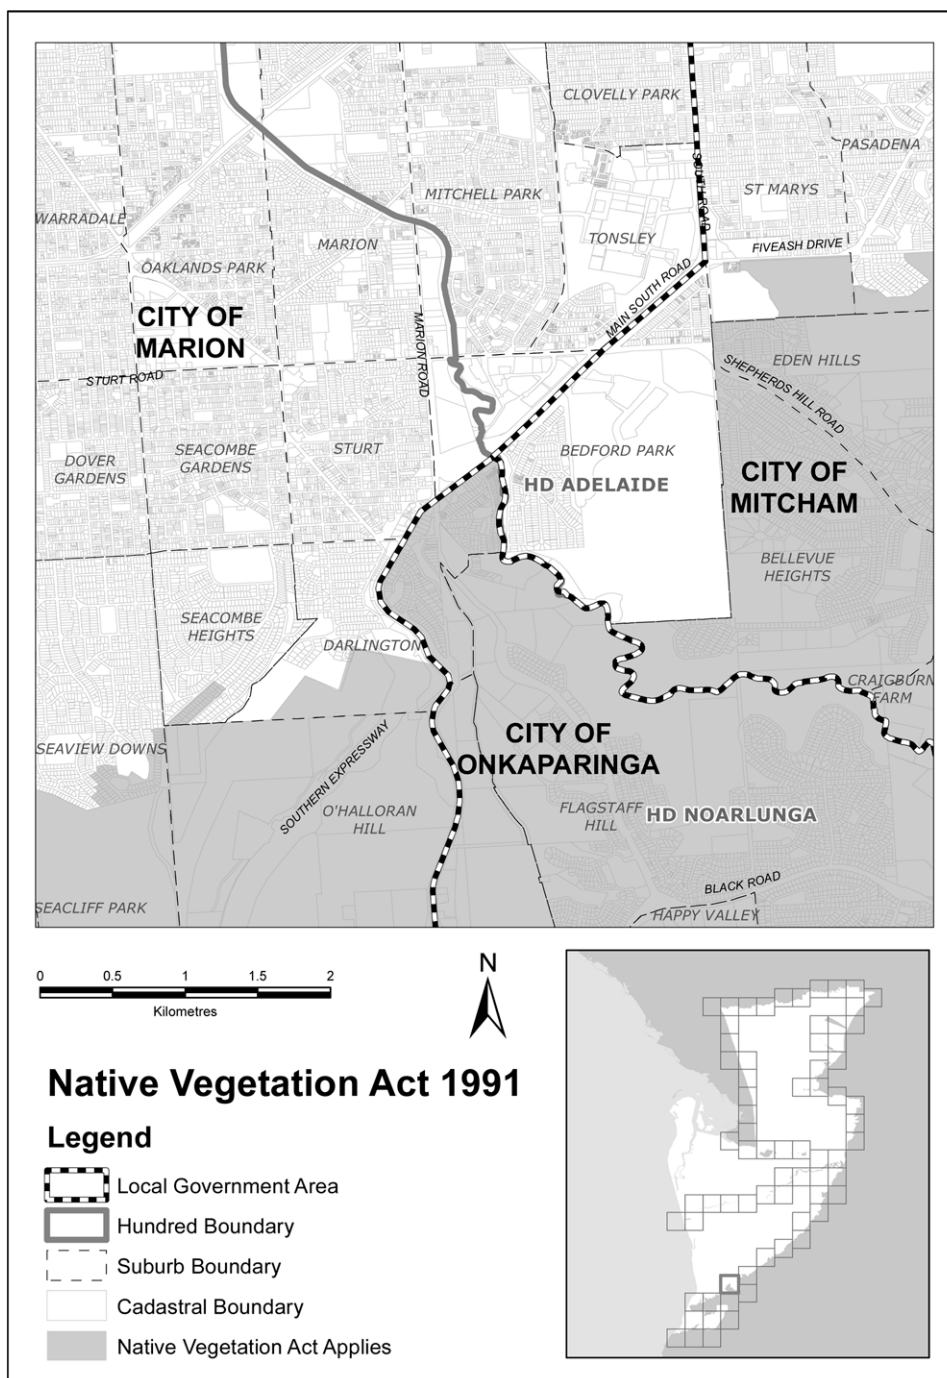 CLOVELLY PARK
PASADENA
SOUTH ROAD
MITCHELL PARK
ST MARYS
WARRADALE
MARION
TONSLEY
FIVEASH DRIVE
OAKLANDS PARK
MAIN SOUTH ROAD
CITY OF
MARION
MARION ROAD
EDEN HILLS
SHEPHERDS HILL ROAD
STURT ROAD
DOVER
GARDENS
SEACOMBE
GARDENS
STURT
BEDFORD PARK
HD ADELAIDE
CITY OF
MITCHAM
BELLEVUE
HEIGHTS
SEACOMBE
HEIGHTS
DARLINGTON
CRAIGBURN
FARM
CITY OF
ONKAPARINGA
SEAVIEW DOWNS
SOUTHERN EXPRESSWAY
O'HALLORAN
HILL
FLAGSTAFF
HILL
HD NOARLUNGA
BLACK ROAD
SEACLIFF PARK
HAPPY VALLEY
0 0.5 1 1.5 2
Kilometres
N
Native Vegetation Act 1991
Legend
Local Government Area
Hundred Boundary
Suburb Boundary
Cadastral Boundary
Native Vegetation Act Applies